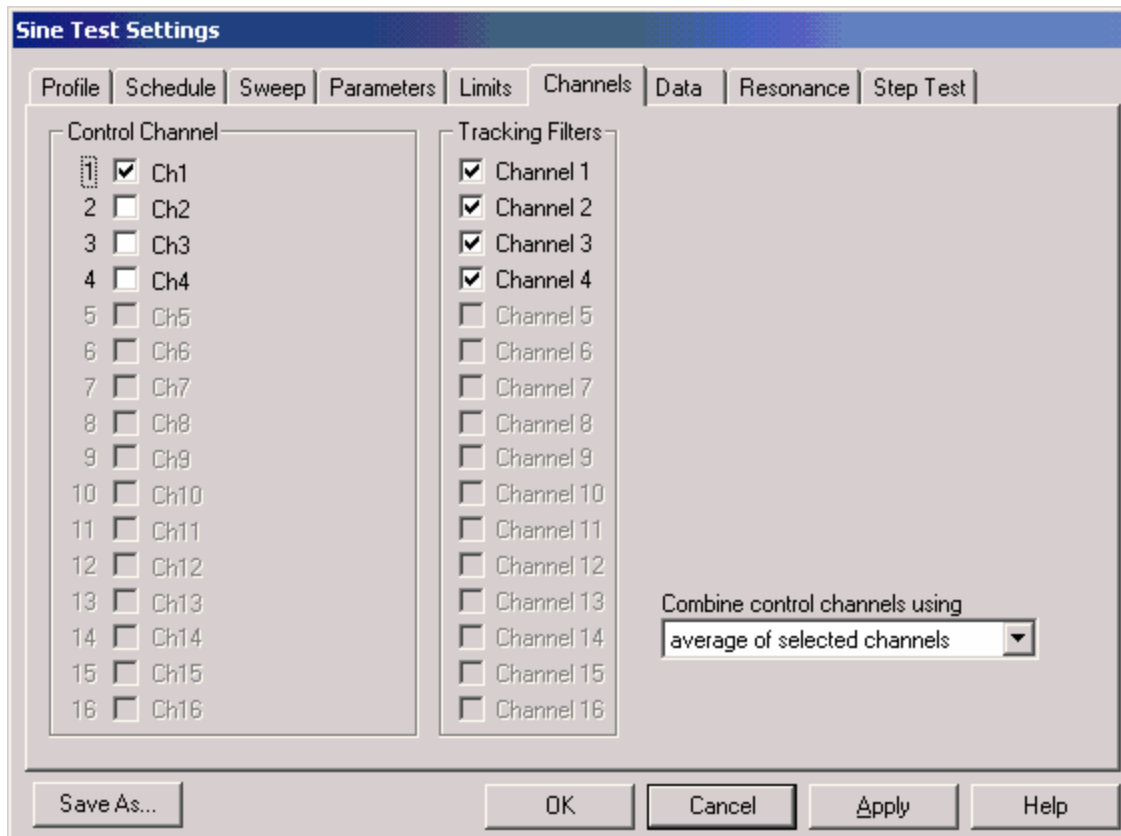 Sine Test Settings
Profile Schedule Sweep Parameters Limits Channels Data Resonance Step Test
Control Channel
1 Ch1
2 Ch2
3 Ch3
4 Ch4
5 Ch5
6 Ch6
7 Ch7
8 Ch8
9 Ch9
10 Ch10
11 Ch11
12 Ch12
13 Ch13
14 Ch14
15 Ch15
16 Ch16
Tracking Filters
Channel 1
Channel 2
Channel 3
Channel 4
Channel 5
Channel 6
Channel 7
Channel 8
Channel 9
Channel 10
Channel 11
Channel 12
Channel 13
Channel 14
Channel 15
Channel 16
Combine control channels using
average of selected channels
Save As... OK Cancel Apply Help